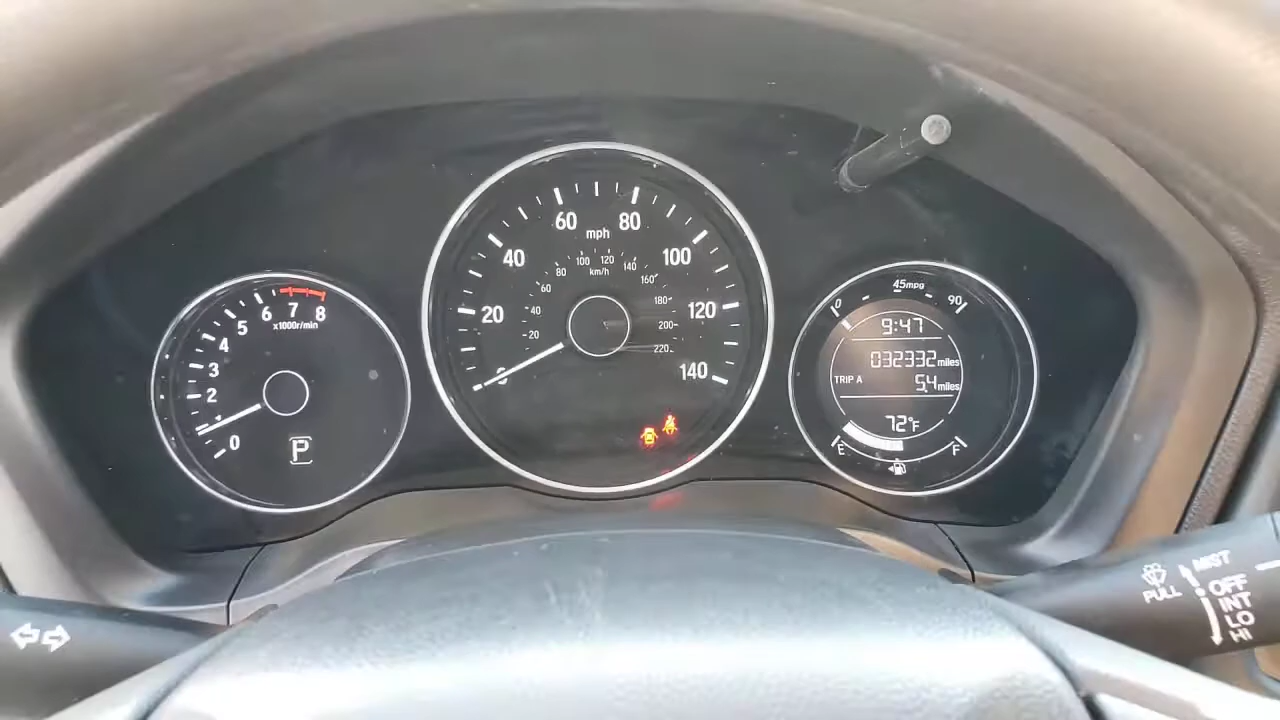 60 mph 80
40 100
20 120
0 140
80 100 120 140
km/h
60 160
40 180
20 200
220
5 6 7 8
x1000r/min
4
3
2
1
0
P
45mpg
0 90
9:47
032332 miles
TRIP A 5.4 miles
72°F
E F
MIST
PULL OFF
INT
LO
HI